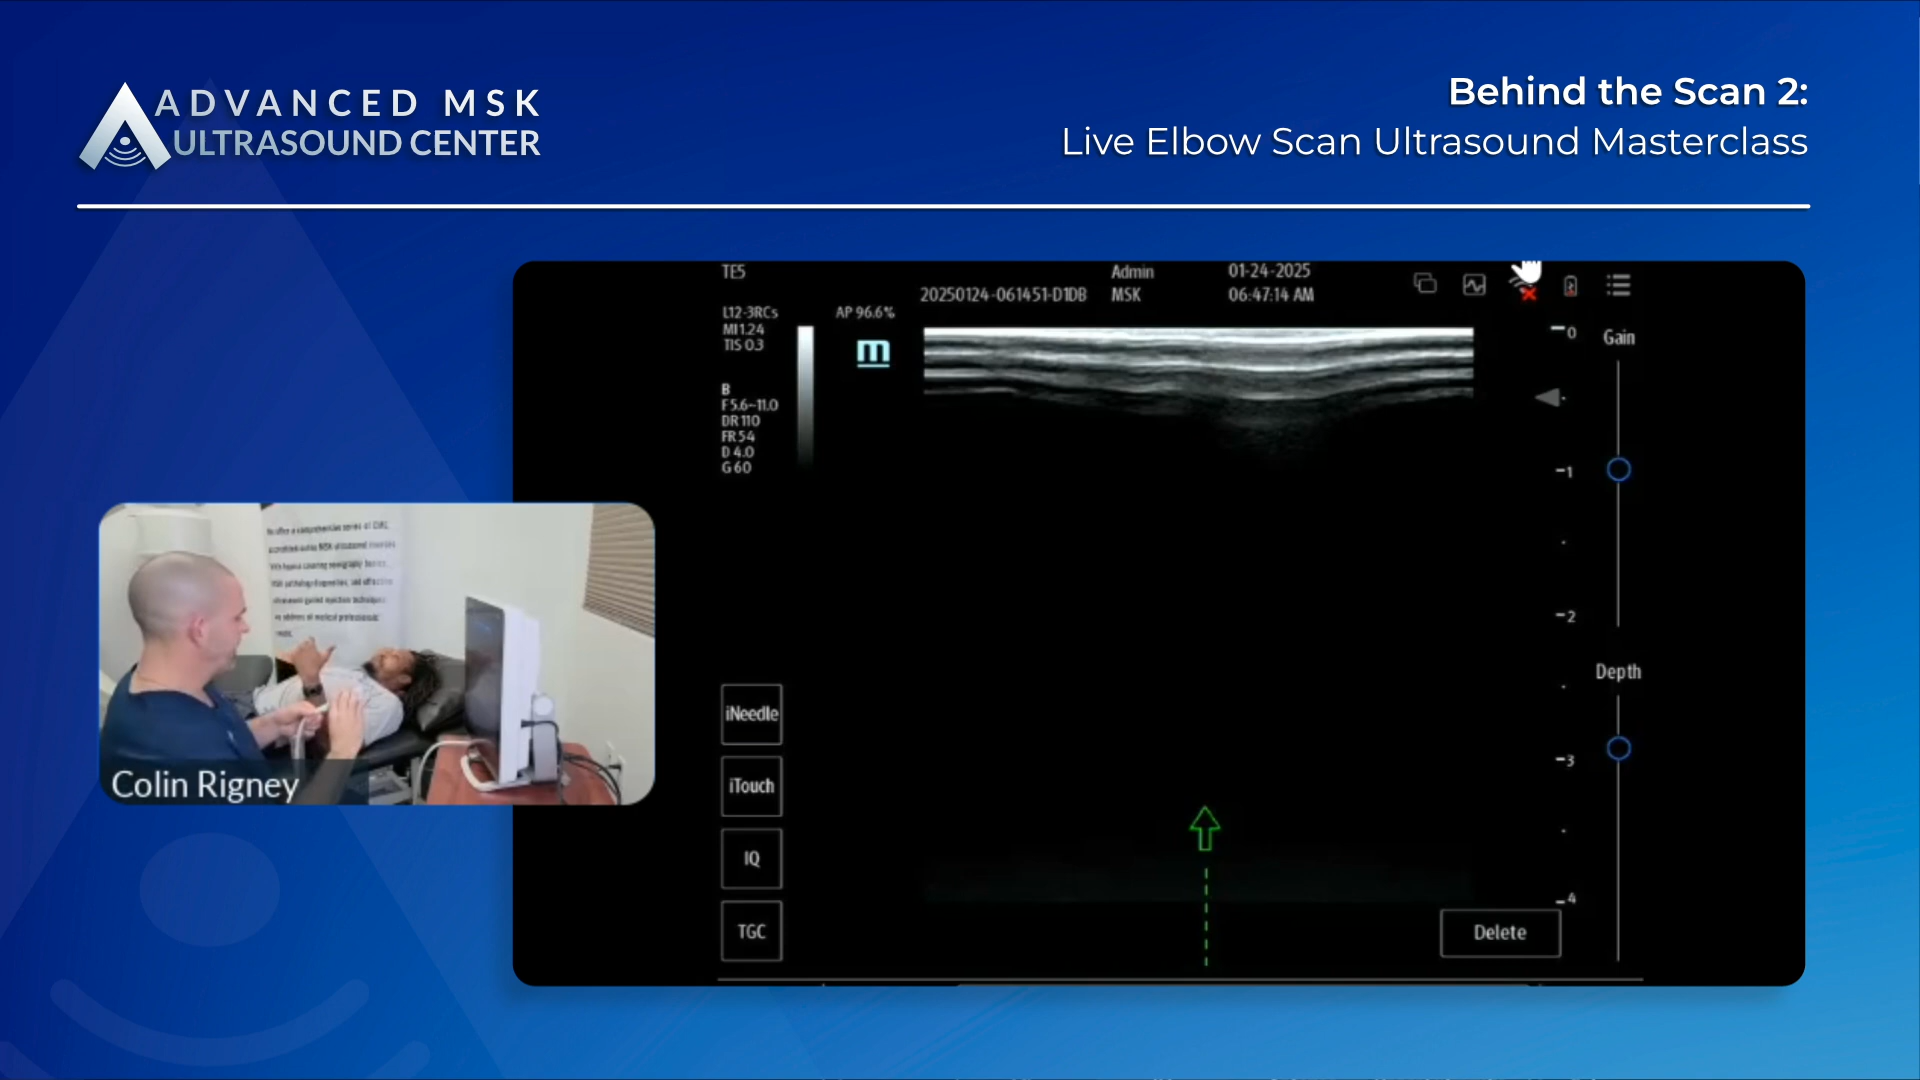 ADVANCED MSK
ULTRASOUND CENTER
Behind the Scan 2:
Live Elbow Scan Ultrasound Masterclass
TE5
20250124-061451-D1DB
Admin
MSK
01-24-2025
06:47:14 AM
L12-3RCs
MI 1.24
TIS 0.3
AP 96.6%
m
B
F 5.6-11.0
DR 110
FR 54
D 4.0
G 60
0
1
2
3
4
Gain
Depth
iNeedle
iTouch
IQ
TGC
Delete
Colin Rigney